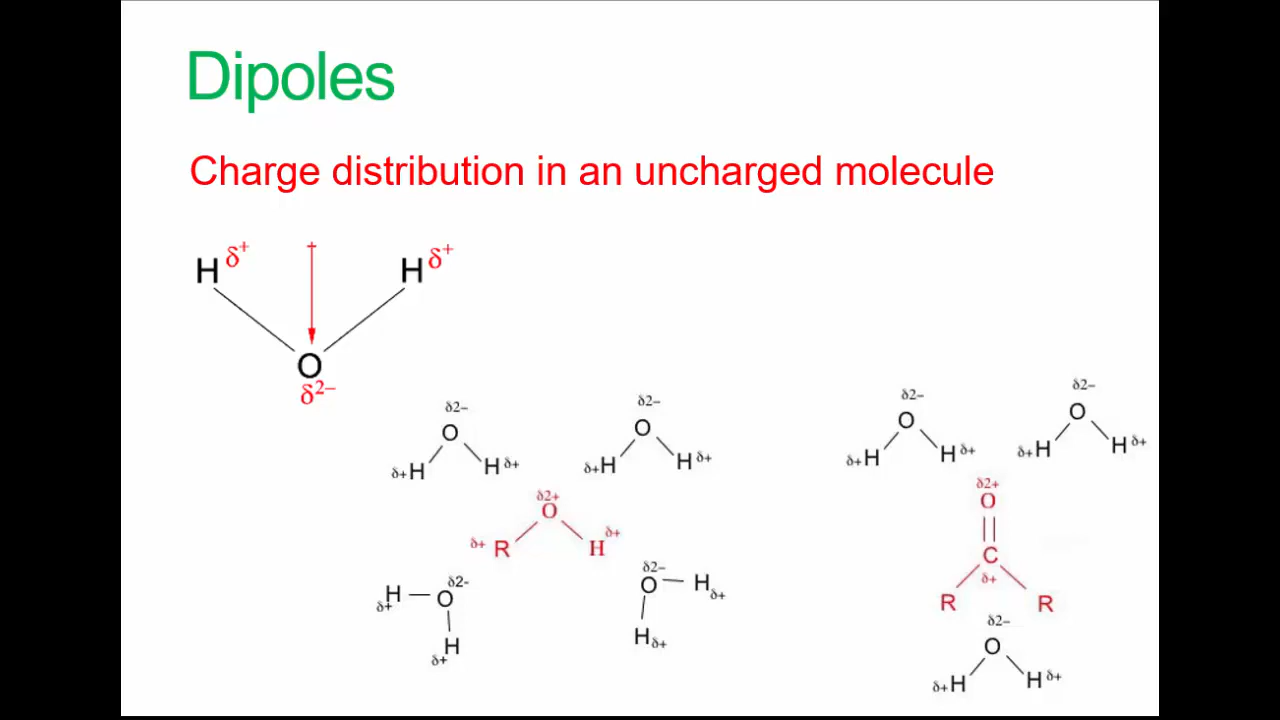 Dipoles
Charge distribution in an uncharged molecule
H δ+ H δ+
O
δ2–
δ2–
O
δ+ H H δ+
δ2–
O
δ+ H H δ+
δ2+
O
δ+ R H δ+
H O δ2-
δ+
H
δ+
δ2–
O H δ+
H δ+
δ2–
O
δ+ H H δ+
δ2–
O
δ+ H H δ+
δ2+
O
C
δ+
R R
δ2–
O
δ+ H H δ+